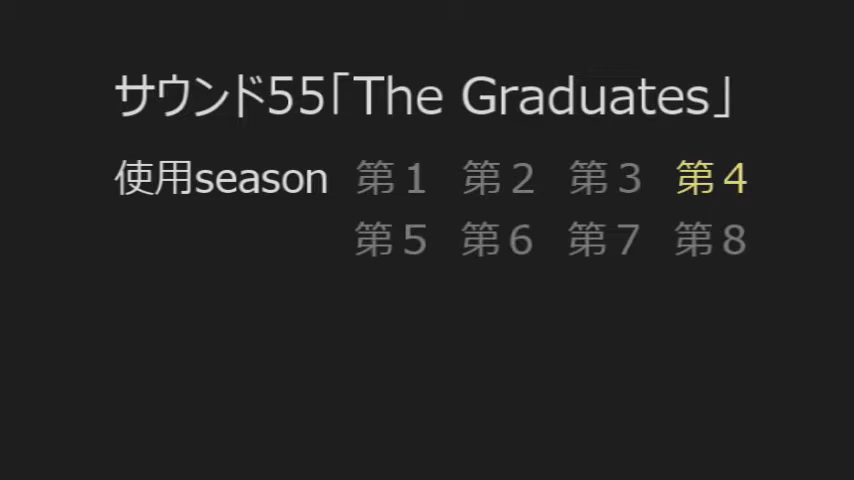 サウンド55「The Graduates」
使用season 第１ 第２ 第３ 第４
第５ 第６ 第７ 第８